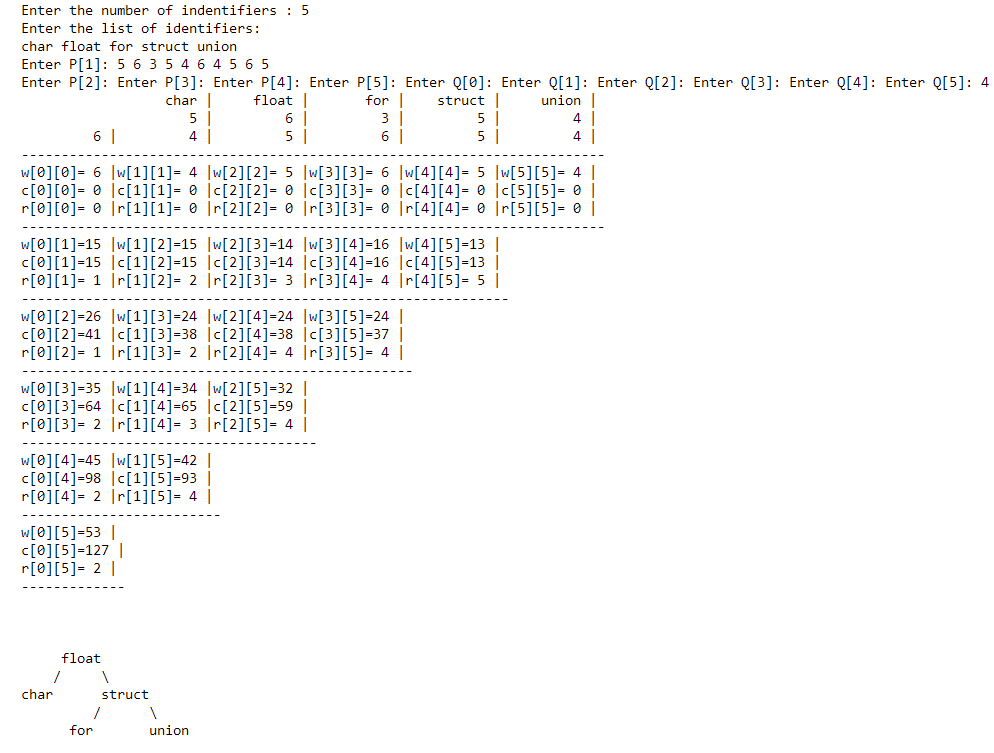 Enter the number of indentifiers : 5
Enter the list of identifiers:
char float for struct union
Enter P[1]: 5 6 3 5 4 6 4 5 6 5
Enter P[2]: Enter P[3]: Enter P[4]: Enter P[5]: Enter Q[0]: Enter Q[1]: Enter Q[2]: Enter Q[3]: Enter Q[4]: Enter Q[5]: 4
                  char |     float |       for |    struct |     union |
                     5 |         6 |         3 |         5 |         4 |
         6 |         4 |         5 |         6 |         5 |         4 |
-------------------------------------------------------------------------
w[0][0]= 6 |w[1][1]= 4 |w[2][2]= 5 |w[3][3]= 6 |w[4][4]= 5 |w[5][5]= 4 |
c[0][0]= 0 |c[1][1]= 0 |c[2][2]= 0 |c[3][3]= 0 |c[4][4]= 0 |c[5][5]= 0 |
r[0][0]= 0 |r[1][1]= 0 |r[2][2]= 0 |r[3][3]= 0 |r[4][4]= 0 |r[5][5]= 0 |
-------------------------------------------------------------------------
w[0][1]=15 |w[1][2]=15 |w[2][3]=14 |w[3][4]=16 |w[4][5]=13 |
c[0][1]=15 |c[1][2]=15 |c[2][3]=14 |c[3][4]=16 |c[4][5]=13 |
r[0][1]= 1 |r[1][2]= 2 |r[2][3]= 3 |r[3][4]= 4 |r[4][5]= 5 |
-------------------------------------------------------------
w[0][2]=26 |w[1][3]=24 |w[2][4]=24 |w[3][5]=24 |
c[0][2]=41 |c[1][3]=38 |c[2][4]=38 |c[3][5]=37 |
r[0][2]= 1 |r[1][3]= 2 |r[2][4]= 4 |r[3][5]= 4 |
-------------------------------------------------
w[0][3]=35 |w[1][4]=34 |w[2][5]=32 |
c[0][3]=64 |c[1][4]=65 |c[2][5]=59 |
r[0][3]= 2 |r[1][4]= 3 |r[2][5]= 4 |
-------------------------------------
w[0][4]=45 |w[1][5]=42 |
c[0][4]=98 |c[1][5]=93 |
r[0][4]= 2 |r[1][5]= 4 |
-------------------------
w[0][5]=53 |
c[0][5]=127 |
r[0][5]= 2 |
-------------
     float
    /     \
char      struct
         /      \
      for       union